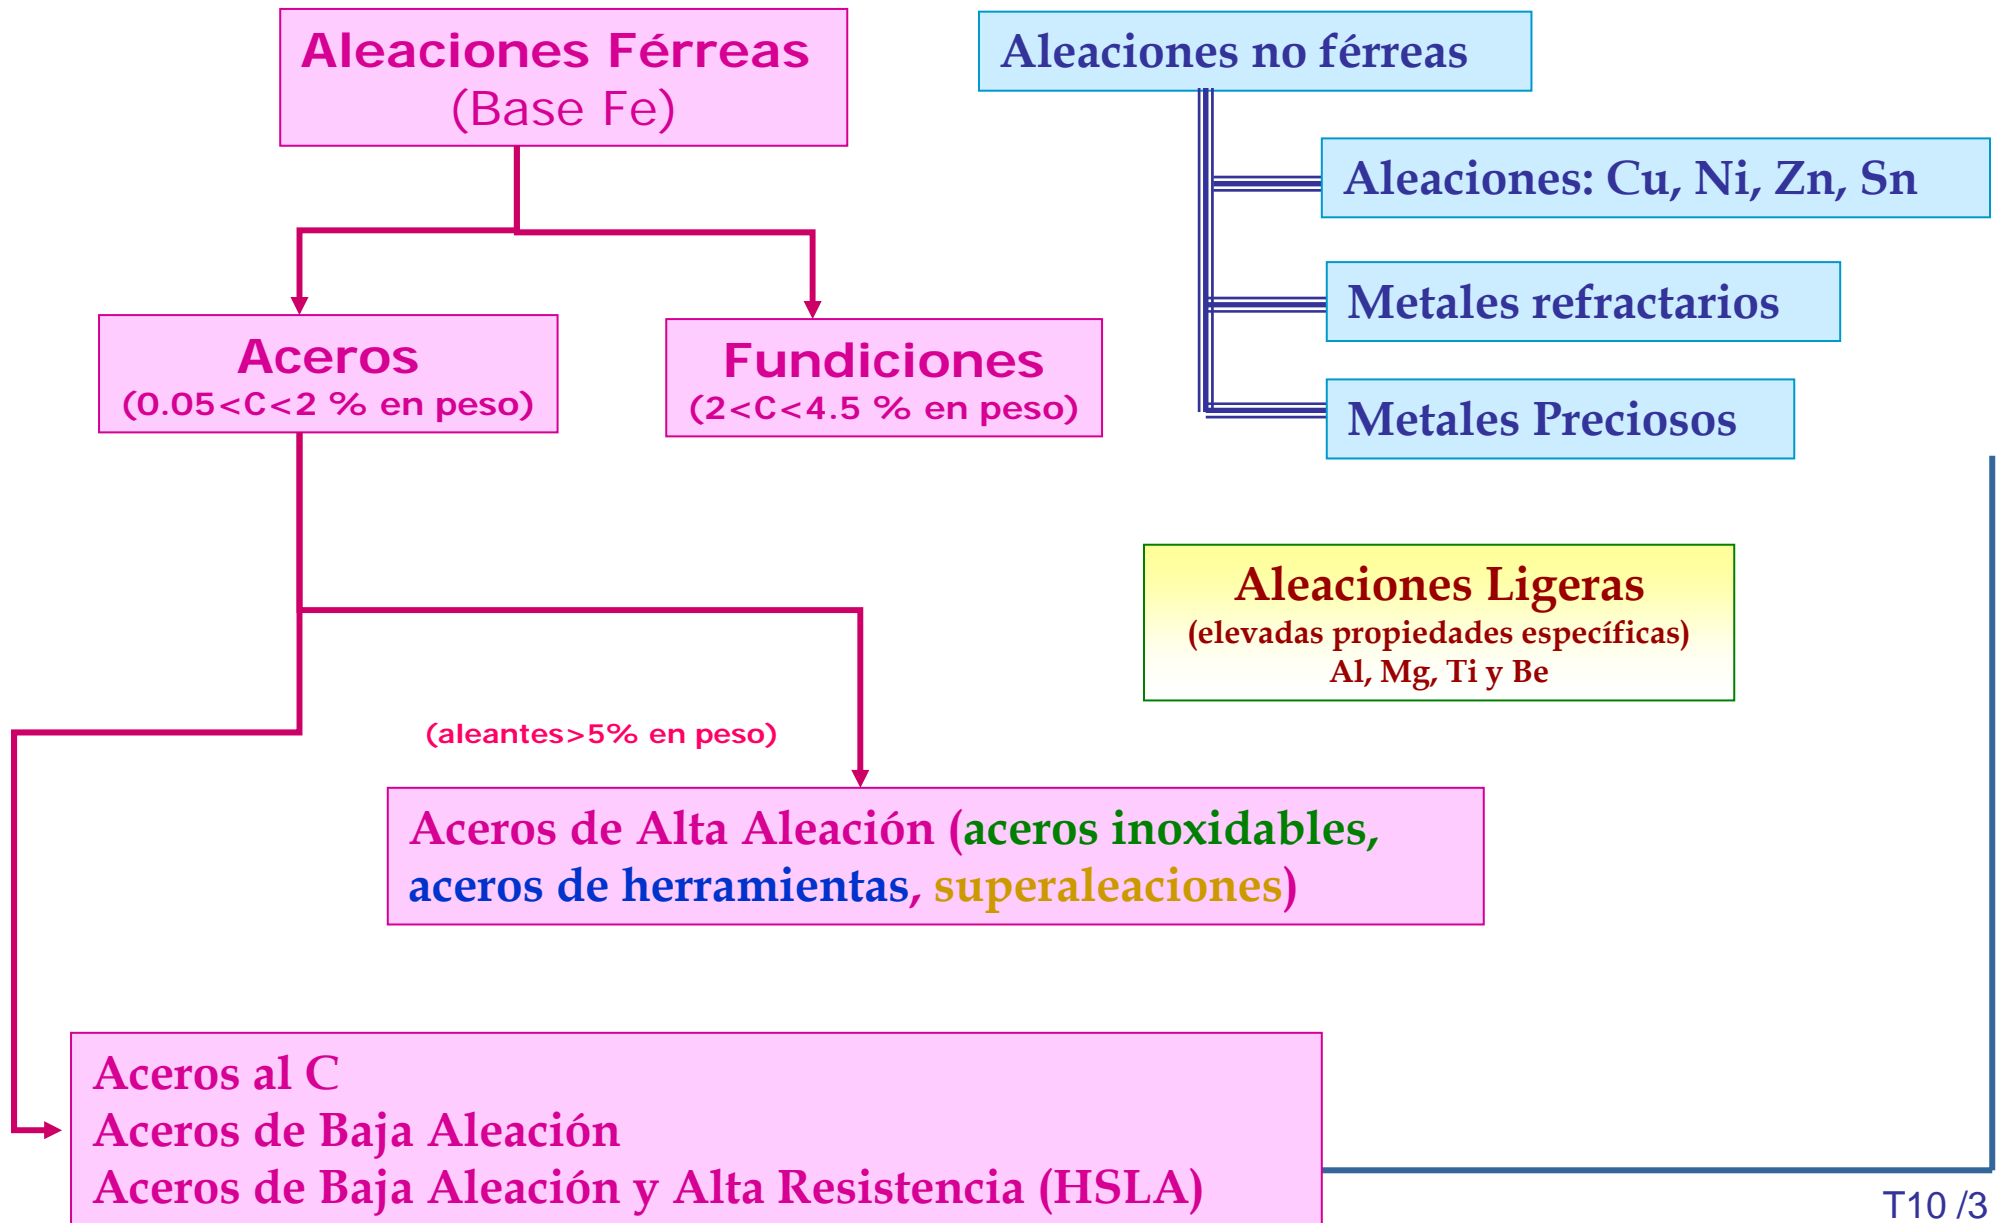 Aleaciones Férreas
(Base Fe)
Aleaciones no férreas
Aleaciones: Cu, Ni, Zn, Sn
Metales refractarios
Metales Preciosos
Aceros
(0.05<C<2 % en peso)
Fundiciones
(2<C<4.5 % en peso)
Aleaciones Ligeras
(elevadas propiedades específicas)
Al, Mg, Ti y Be
(aleantes>5% en peso)
Aceros de Alta Aleación (aceros inoxidables,
aceros de herramientas, superaleaciones)
Aceros al C
Aceros de Baja Aleación
Aceros de Baja Aleación y Alta Resistencia (HSLA)
T10 /3